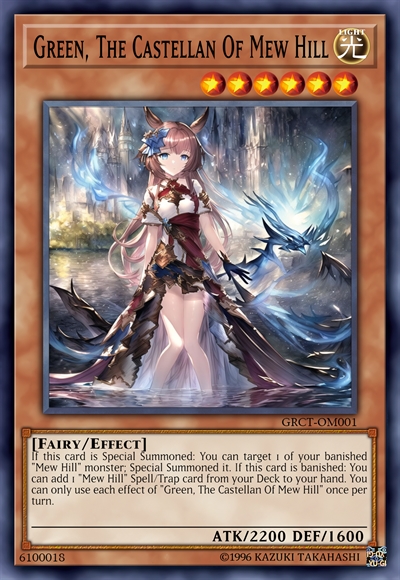 Green, The Castellan Of Mew Hill
LIGHT
光
GRCT-OM001
[Fairy/Effect]
If this card is Special Summoned: You can target 1 of your banished
"Mew Hill" monster; Special Summoned it. If this card is banished: You
can add 1 "Mew Hill" Spell/Trap card from your Deck to your hand. You
can only use each effect of "Green, The Castellan Of Mew Hill" once per
turn.
ATK/2200 DEF/1600
6100018
©1996 KAZUKI TAKAHASHI